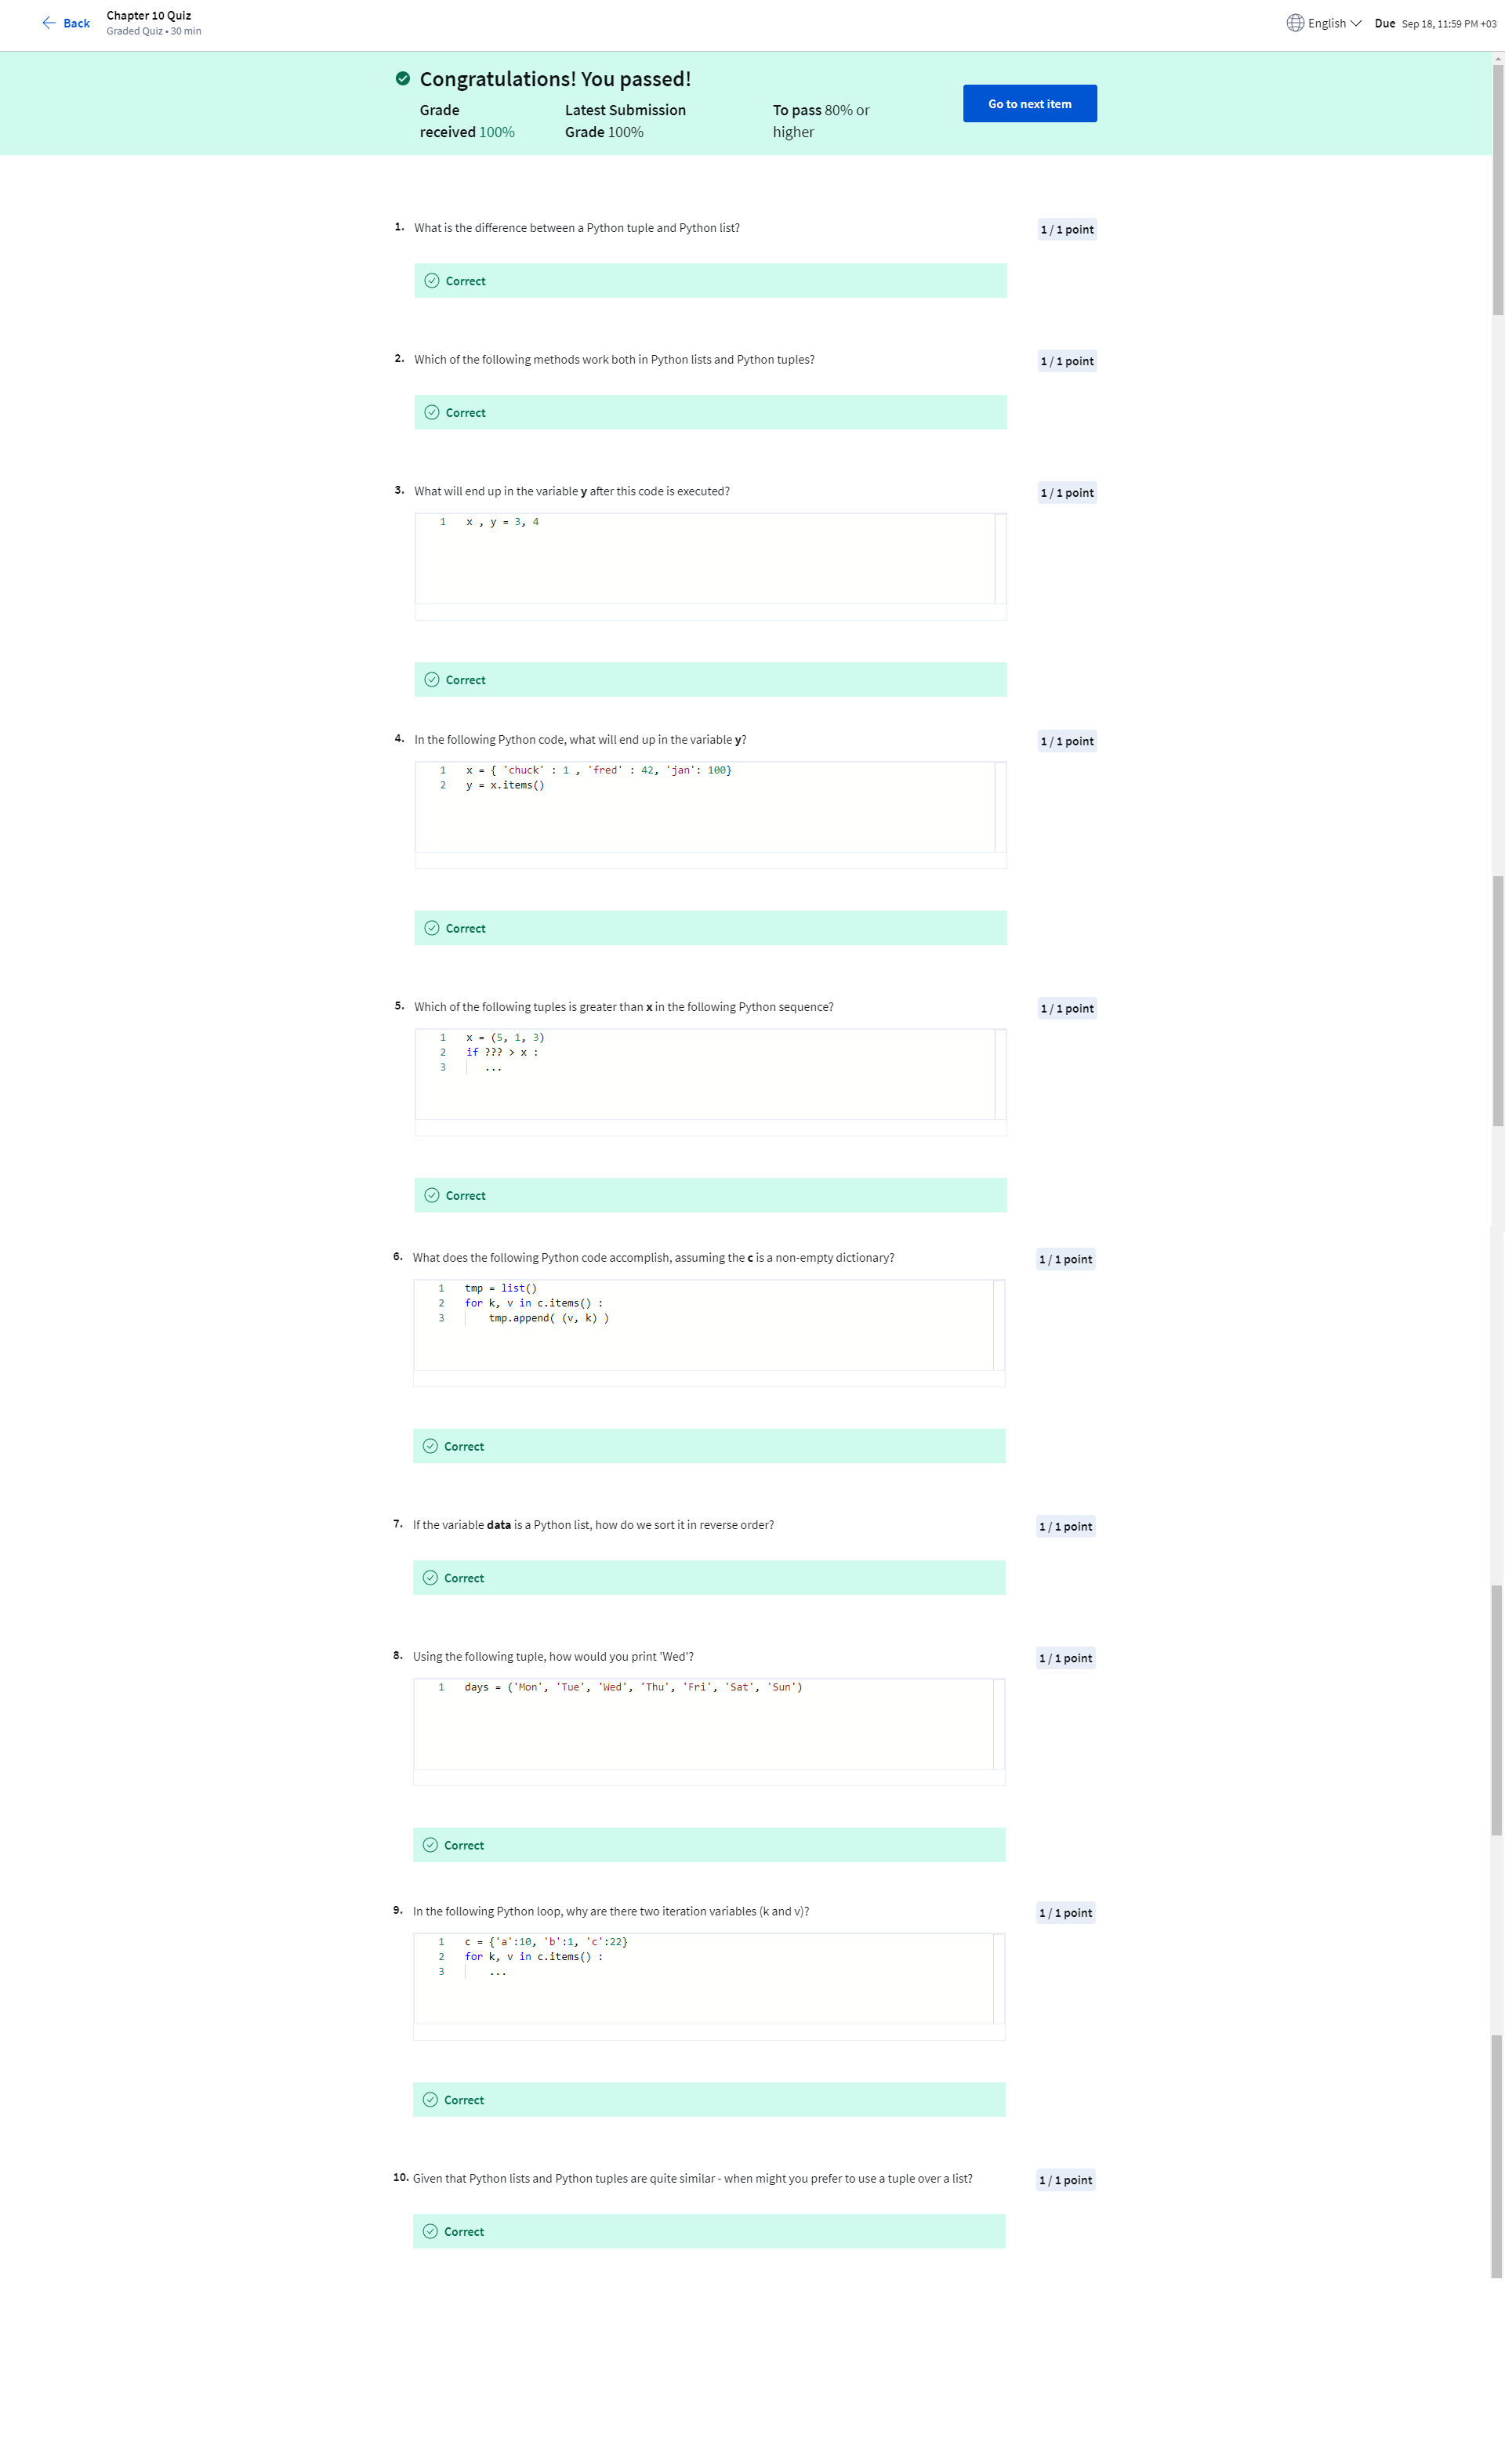 Back
Chapter 10 Quiz
Graded Quiz • 30 min
English
Due Sep 18, 11:59 PM +03
Congratulations! You passed!
Grade received 100%
Latest Submission Grade 100%
To pass 80% or higher
Go to next item
1. What is the difference between a Python tuple and Python list?
1 / 1 point
Correct
2. Which of the following methods work both in Python lists and Python tuples?
1 / 1 point
Correct
3. What will end up in the variable y after this code is executed?
1 / 1 point
1 x , y = 3, 4
Correct
4. In the following Python code, what will end up in the variable y?
1 / 1 point
1 x = { 'chuck' : 1 , 'fred' : 42, 'jan': 100}
2 y = x.items()
Correct
5. Which of the following tuples is greater than x in the following Python sequence?
1 / 1 point
1 x = (5, 1, 3)
2 if ??? > x :
3 ...
Correct
6. What does the following Python code accomplish, assuming the c is a non-empty dictionary?
1 / 1 point
1 tmp = list()
2 for k, v in c.items() :
3 tmp.append( (v, k) )
Correct
7. If the variable data is a Python list, how do we sort it in reverse order?
1 / 1 point
Correct
8. Using the following tuple, how would you print 'Wed'?
1 / 1 point
1 days = ('Mon', 'Tue', 'Wed', 'Thu', 'Fri', 'Sat', 'Sun')
Correct
9. In the following Python loop, why are there two iteration variables (k and v)?
1 / 1 point
1 c = {'a':10, 'b':1, 'c':22}
2 for k, v in c.items() :
3 ...
Correct
10. Given that Python lists and Python tuples are quite similar - when might you prefer to use a tuple over a list?
1 / 1 point
Correct